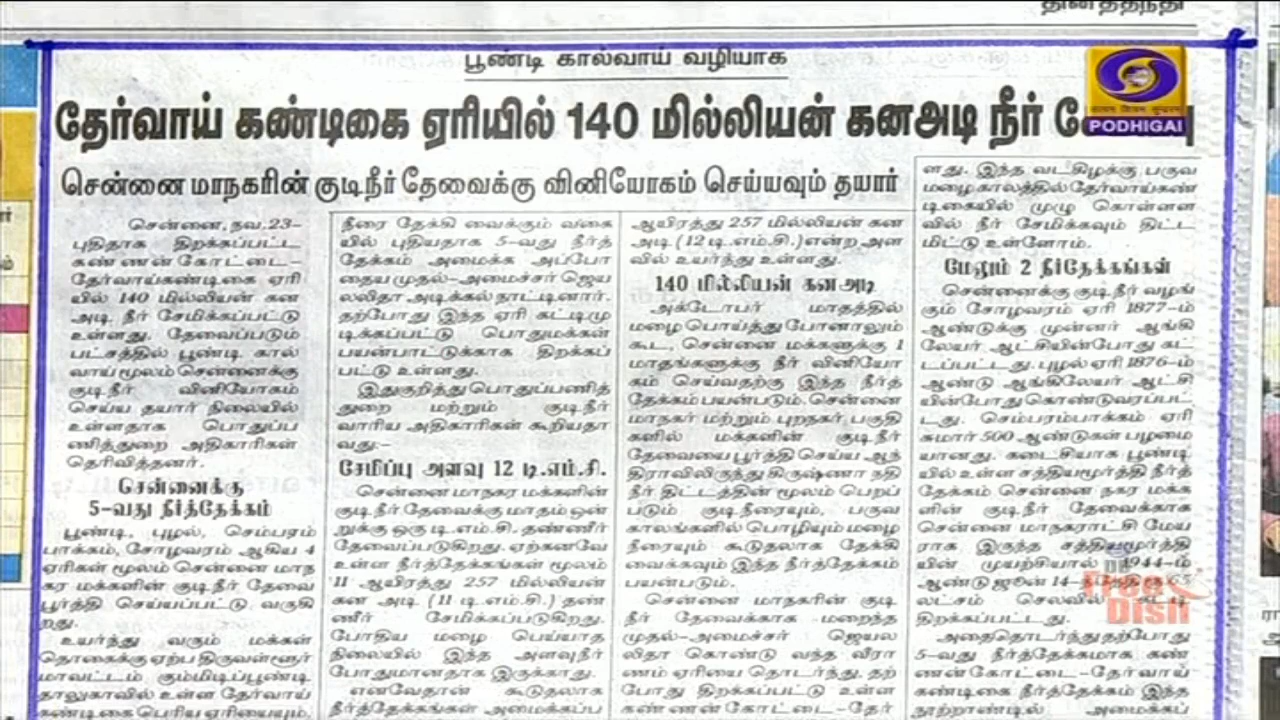 தினத்தந்தி
பூண்டி கால்வாய் வழியாக
தேர்வாய் கண்டிகை ஏரியில் 140 மில்லியன் கனஅடி நீர்
PODHIGAI
சென்னை மாநகரின் குடிநீர் தேவைக்கு வினியோகம் செய்யவும் தயார்
சென்னை, நவ.23–
புதிதாக திறக்கப்பட்ட
கண்ணன்கோட்டை–
தேர்வாய்கண்டிகை ஏரி
யில் 140 மில்லியன் கன
அடி நீர் சேமிக்கப்பட்டு
உள்ளது. தேவைப்படும்
பட்சத்தில் பூண்டி கால்
வாய் மூலம் சென்னைக்கு
குடிநீர் வினியோகம்
செய்ய தயார் நிலையில்
உள்ளதாக பொதுப்ப
ணித்துறை அதிகாரிகள்
தெரிவித்தனர்.
சென்னைக்கு
5-வது நீர்த்தேக்கம்
பூண்டி, புழல், செம்பரம்
பாக்கம், சோழவரம் ஆகிய 4
ஏரிகள் மூலம் சென்னை மாந
கர மக்களின் குடிநீர் தேவை
பூர்த்தி செய்யப்பட்டு வருகி
றது.
உயர்ந்து வரும் மக்கள்
தொகைக்கு ஏற்ப திருவள்ளூர்
மாவட்டம் கும்மிடிப்பூண்டி
தாலுகாவில் உள்ள தேர்வாய்
கண்டிகை பெரிய ஏரியையும்,
நீரை தேக்கி வைக்கும் வகை
யில் புதியதாக 5-வது நீர்த்
தேக்கம் அமைக்க அப்போ
தைய முதல்-அமைச்சர் ஜெய
லலிதா அடிக்கல் நாட்டினார்.
தற்போது இந்த ஏரி கட்டிமு
டிக்கப்பட்டு பொதுமக்கள்
பயன்பாட்டுக்காக திறக்கப்
பட்டு உள்ளது.
இதுகுறித்து பொதுப்பணித்
துறை மற்றும் குடிநீர்
வாரிய அதிகாரிகள் கூறியதா
வது:-
சேமிப்பு அளவு 12 டி.எம்.சி.
சென்னை மாநகர மக்களின்
குடிநீர் தேவைக்கு மாதம் ஒன்
றுக்கு ஒரு டி.எம்.சி. தண்ணீர்
தேவைப்படுகிறது. ஏற்கனவே
உள்ள நீர்த்தேக்கங்கள் மூலம்
11 ஆயிரத்து 257 மில்லியன்
கன அடி (11 டி.எம்.சி.) தண்
ணீர் சேமிக்கப்படுகிறது.
போதிய மழை பெய்யாத
நிலையில் இந்த அளவுநீர்
போதுமானதாக இருக்காது.
எனவேதான் கூடுதலாக
நீர்த்தேக்கங்கள் அமைக்கப்ப
ஆயிரத்து 257 மில்லியன் கன
அடி (12 டி.எம்.சி.) என்ற அள
வில் உயர்ந்து உள்ளது.
140 மில்லியன் கனஅடி
அக்டோபர் மாதத்தில்
மழை பொய்த்து போனாலும்
கூட, சென்னை மக்களுக்கு 1
மாதங்களுக்கு நீர் வினியோ
கம் செய்வதற்கு இந்த நீர்த்
தேக்கம் பயன்படும். சென்னை
மாநகர் மற்றும் புறநகர் பகுதி
களில் மக்களின் குடிநீர்
தேவையை பூர்த்தி செய்ய ஆந்
திராவிலிருந்து கிருஷ்ணா நதி
நீர் திட்டத்தின் மூலம் பெறப்
படும் குடிநீரையும், பருவ
காலங்களில் பொழியும் மழை
நீரையும் கூடுதலாக தேக்கி
வைக்கவும் இந்த நீர்த்தேக்கம்
பயன்படும்.
சென்னை மாநகரின் குடி
நீர் தேவைக்காக மறைந்த
முதல்-அமைச்சர் ஜெயல
லிதா கொண்டு வந்த வீரா
ணம் ஏரியை தொடர்ந்து, தற்
போது திறக்கப்பட்டு உள்ள
கண்ணன்கோட்டை-தேர்
ளது. இந்த வடகிழக்கு பருவ
மழை காலத்தில் தேர்வாய்கண்
டிகையில் முழு கொள்ளள
வில் நீர் சேமிக்கவும் திட்ட
மிட்டு உள்ளோம்.
மேலும் 2 நீர்தேக்கங்கள்
சென்னைக்கு குடிநீர் வழங்
கும் சோழவரம் ஏரி 1877-ம்
ஆண்டுக்கு முன்னர் ஆங்கி
லேயர் ஆட்சியின்போது கட்
டப்பட்டது. புழல் ஏரி 1876-ம்
ஆண்டு ஆங்கிலேயர் ஆட்சி
யின்போது கொண்டுவரப்பட்
டது. செம்பரம்பாக்கம் ஏரி
சுமார் 500 ஆண்டுகள் பழமை
யானது. கடைசியாக பூண்டி
யில் உள்ள சத்தியமூர்த்தி நீர்த்
தேக்கம் சென்னை நகர மக்க
ளின் குடிநீர் தேவைக்காக
சென்னை மாநகராட்சி மேய
ராக இருந்த சத்தியமூர்த்தி
யின் முயற்சியால் 1944-ம்
ஆண்டு ஜூன் 14-
லட்சம் செலவில்
திறக்கப்பட்டது.
Free Dish
அதைதொடர்ந்து தற்போது
5-வது நீர்த்தேக்கமாக கண்
ணன்கோட்டை-தேர்வாய்
கண்டிகை நீர்த்தேக்கம் இந்த
நூற்றாண்டில் அமைக்கப்